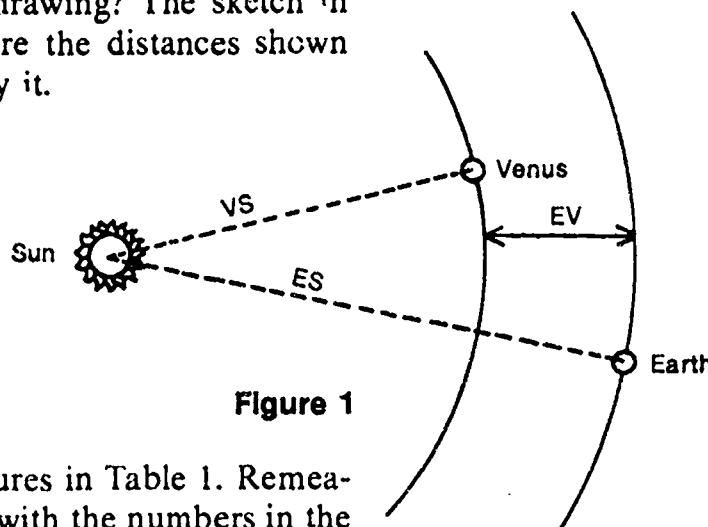 drawing? The sketch in
re the distances shown
y it.
Venus
VS
EV
Sun
ES
Earth
Figure 1
ures in Table 1. Remea-
with the numbers in the